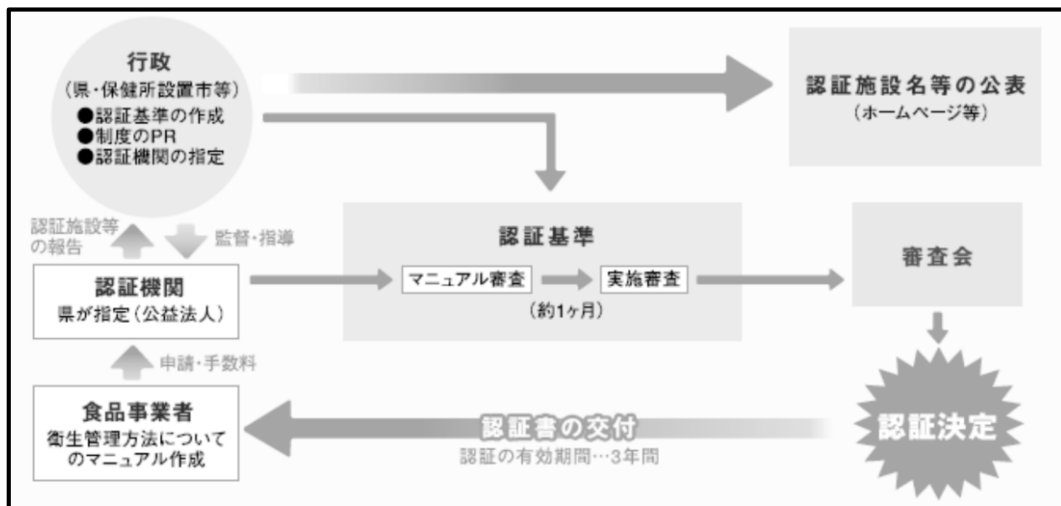 行政
(県・保健所設置市等)
●認証基準の作成
●制度のPR
●認証機関の指定
認証施設名等の公表
(ホームページ等)
認証施設等
の報告
監督・指導
認証基準
マニュアル審査
実施審査
(約1ヶ月)
審査会
認証機関
県が指定(公益法人)
申請・手数料
食品事業者
衛生管理方法について
のマニュアル作成
認証書の交付
認証の有効期間…3年間
認証決定